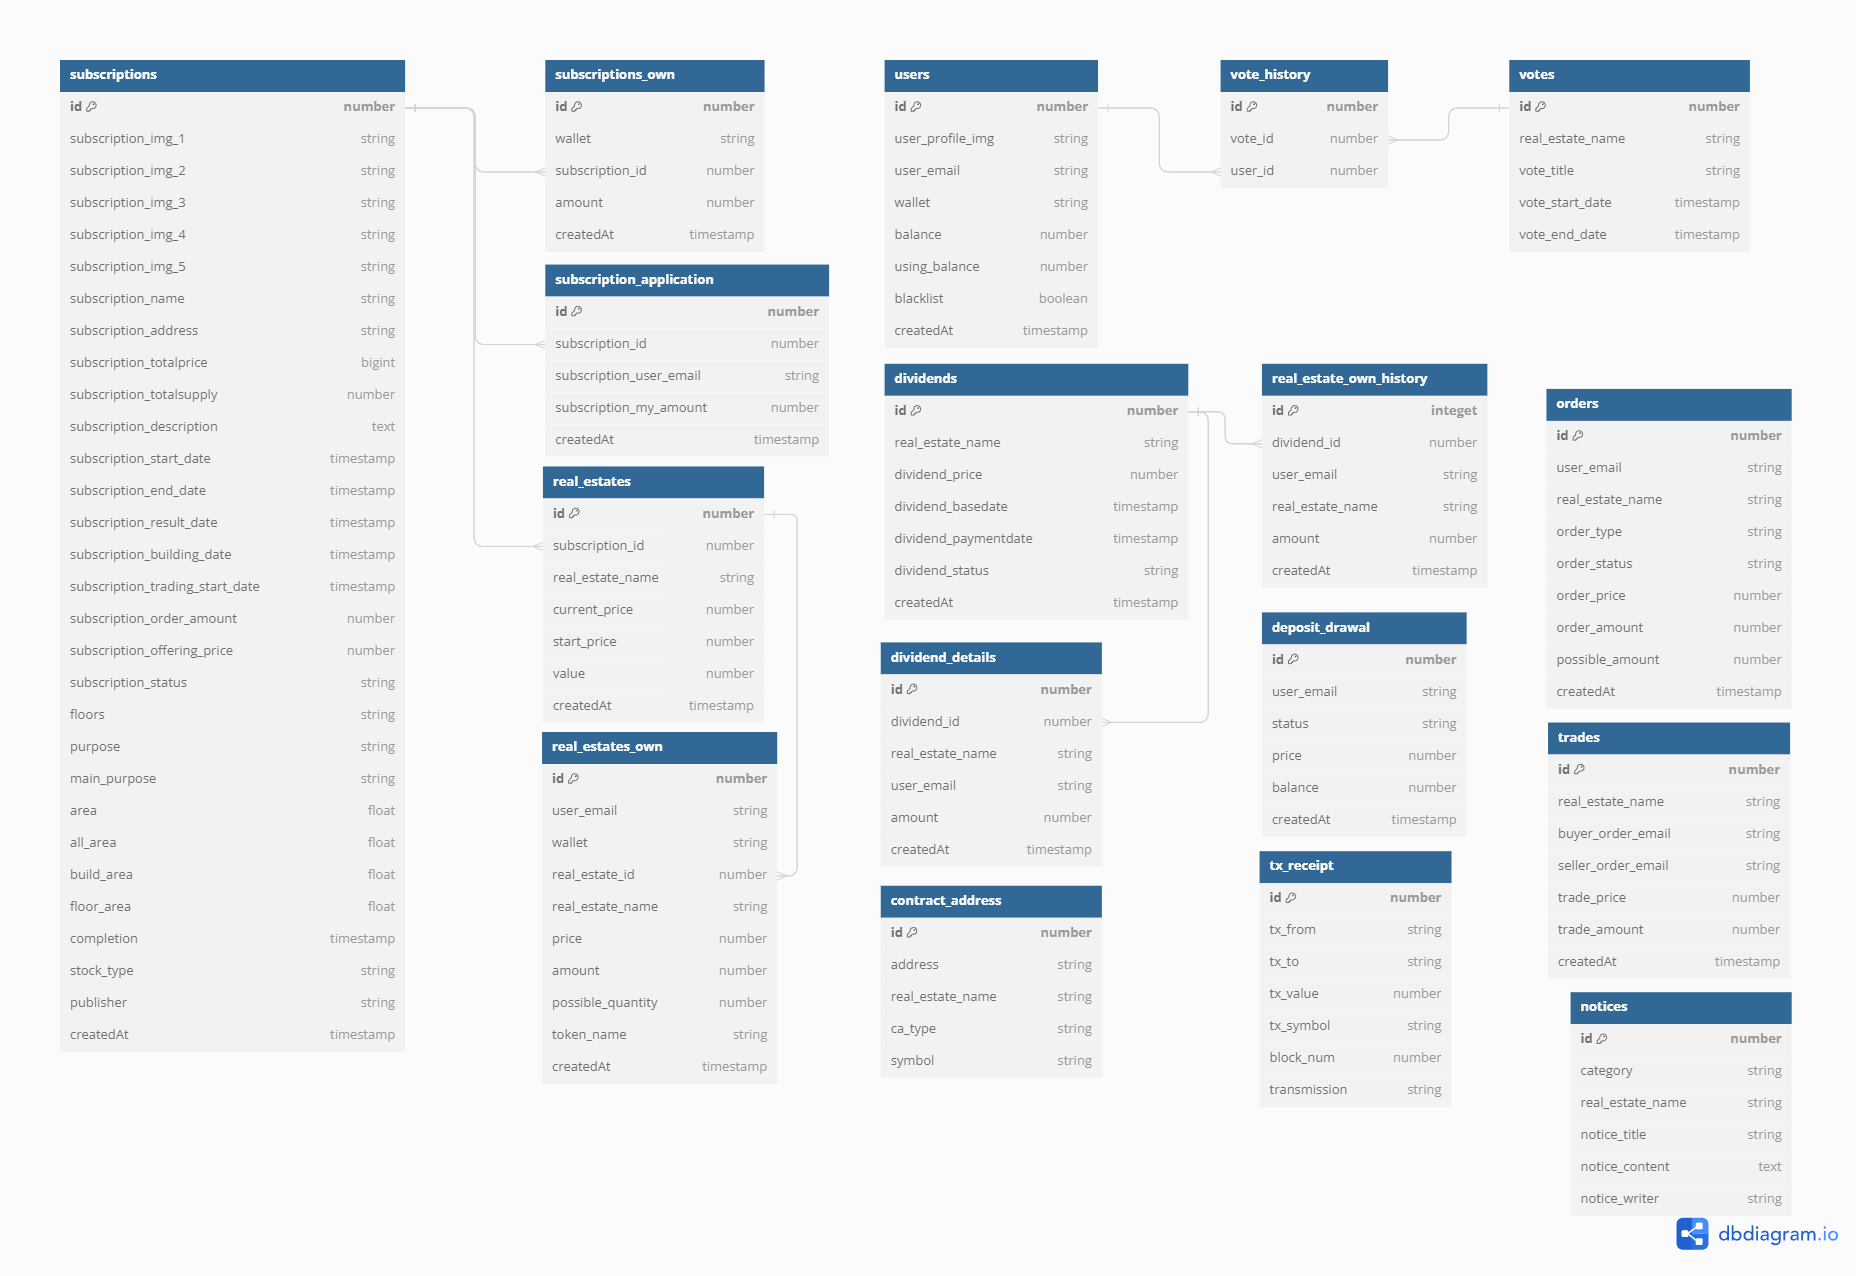 subscriptions
id number
subscription_img_1 string
subscription_img_2 string
subscription_img_3 string
subscription_img_4 string
subscription_img_5 string
subscription_name string
subscription_address string
subscription_totalprice bigint
subscription_totalsupply number
subscription_description text
subscription_start_date timestamp
subscription_end_date timestamp
subscription_result_date timestamp
subscription_building_date timestamp
subscription_trading_start_date timestamp
subscription_order_amount number
subscription_offering_price number
subscription_status string
floors string
purpose string
main_purpose string
area float
all_area float
build_area float
floor_area float
completion timestamp
stock_type string
publisher string
createdAt timestamp
subscriptions_own
id number
wallet string
subscription_id number
amount number
createdAt timestamp
subscription_application
id number
subscription_id number
subscription_user_email string
subscription_my_amount number
createdAt timestamp
real_estates
id number
subscription_id number
real_estate_name string
current_price number
start_price number
value number
createdAt timestamp
real_estates_own
id number
user_email string
wallet string
real_estate_id number
real_estate_name string
price number
amount number
possible_quantity number
token_name string
createdAt timestamp
users
id number
user_profile_img string
user_email string
wallet string
balance number
using_balance number
blacklist boolean
createdAt timestamp
dividends
id number
real_estate_name string
dividend_price number
dividend_basedate timestamp
dividend_paymentdate timestamp
dividend_status string
createdAt timestamp
dividend_details
id number
dividend_id number
real_estate_name string
user_email string
amount number
createdAt timestamp
contract_address
id number
address string
real_estate_name string
ca_type string
symbol string
vote_history
id number
vote_id number
user_id number
real_estate_own_history
id integet
dividend_id number
user_email string
real_estate_name string
amount number
createdAt timestamp
deposit_drawal
id number
user_email string
status string
price number
balance number
createdAt timestamp
tx_receipt
id number
tx_from string
tx_to string
tx_value number
tx_symbol string
block_num number
transmission string
votes
id number
real_estate_name string
vote_title string
vote_start_date timestamp
vote_end_date timestamp
orders
id number
user_email string
real_estate_name string
order_type string
order_status string
order_price number
order_amount number
possible_amount number
createdAt timestamp
trades
id number
real_estate_name string
buyer_order_email string
seller_order_email string
trade_price number
trade_amount number
createdAt timestamp
notices
id number
category string
real_estate_name string
notice_title string
notice_content text
notice_writer string
dbdiagram.io